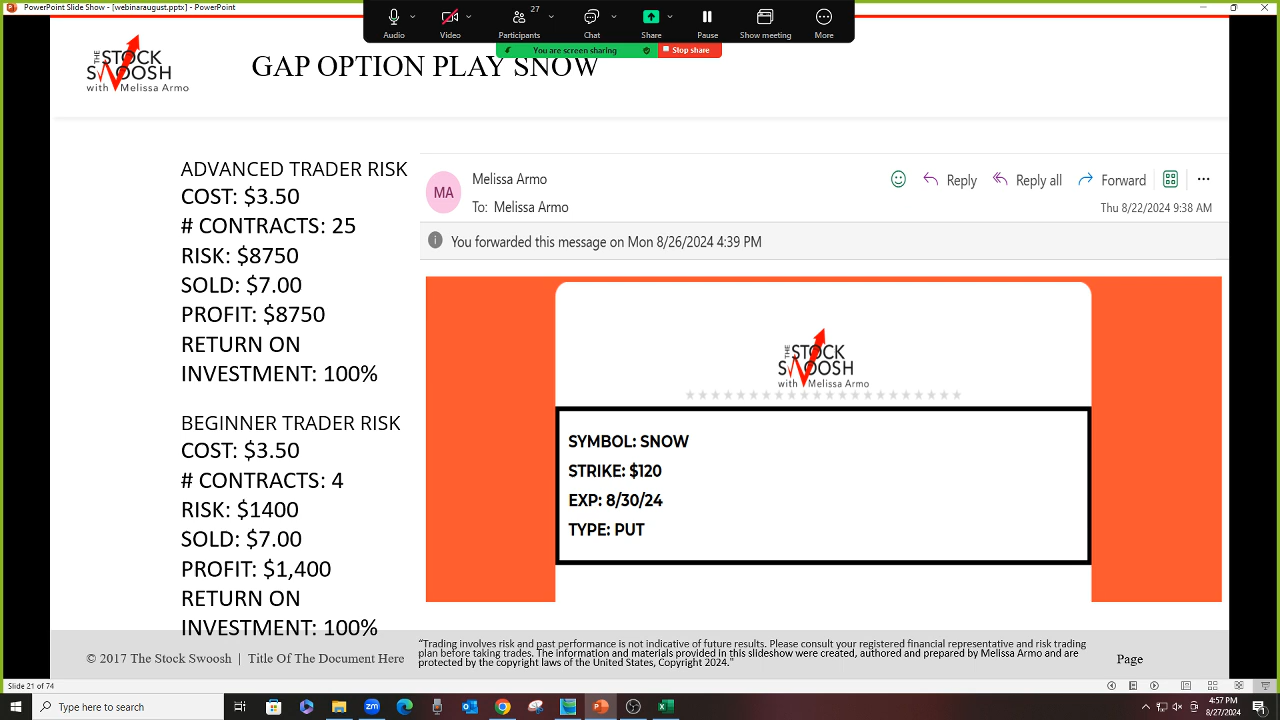 PowerPoint Slide Show - [webinaraugust.pptx] - PowerPoint
27
Audio
Video
Participants
Chat
Share
Pause
Show meeting
More
You are screen sharing
Stop share
THE STOCK SWOOSH
with Melissa Armo
GAP OPTION PLAY SNOW
ADVANCED TRADER RISK
COST: $3.50
# CONTRACTS: 25
RISK: $8750
SOLD: $7.00
PROFIT: $8750
RETURN ON
INVESTMENT: 100%
BEGINNER TRADER RISK
COST: $3.50
# CONTRACTS: 4
RISK: $1400
SOLD: $7.00
PROFIT: $1,400
RETURN ON
INVESTMENT: 100%
MA
Melissa Armo
To: Melissa Armo
Reply
Reply all
Forward
Thu 8/22/2024 9:38 AM
You forwarded this message on Mon 8/26/2024 4:39 PM
THE STOCK SWOOSH
with Melissa Armo
SYMBOL: SNOW
STRIKE: $120
EXP: 8/30/24
TYPE: PUT
© 2017 The Stock Swoosh | Title Of The Document Here
“Trading involves risk and past performance is not indicative of future results. Please consult your registered financial representative and risk trading
plan before taking trades. The information and materials provided in this slideshow were created, authored and prepared by Melissa Armo and are
protected by the copyright laws of the United States, Copyright 2024."
Page
Slide 21 of 74
Type here to search
4:57 PM
8/27/2024